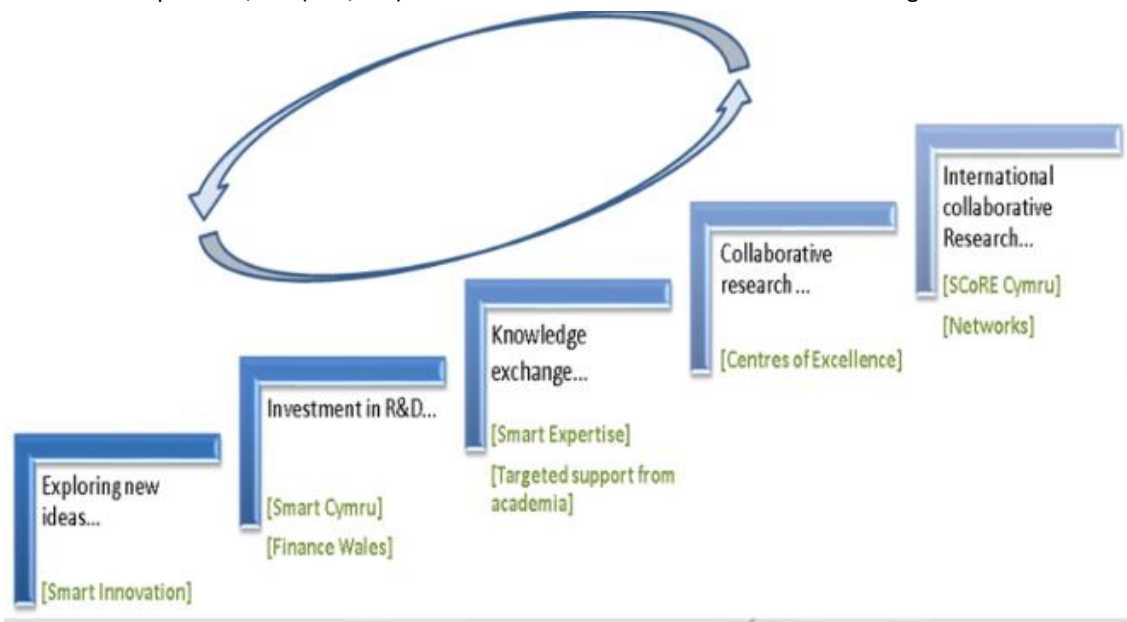 Exploring new
ideas...
[Smart Innovation]
Investment in R&D...
[Smart Cymru]
[Finance Wales]
Knowledge
exchange...
[Smart Expertise]
[Targeted support from
academia]
Collaborative
research ...
[Centres of Excellence]
International
collaborative
Research...
[SCoRE Cymru]
[Networks]